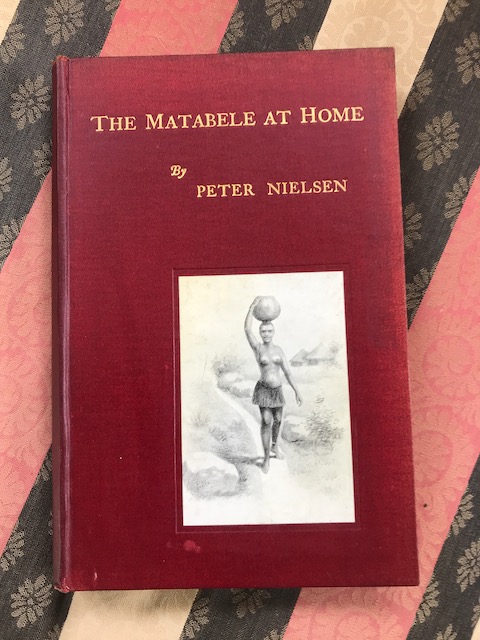 THE MATABELE AT HOME
By
PETER NIELSEN